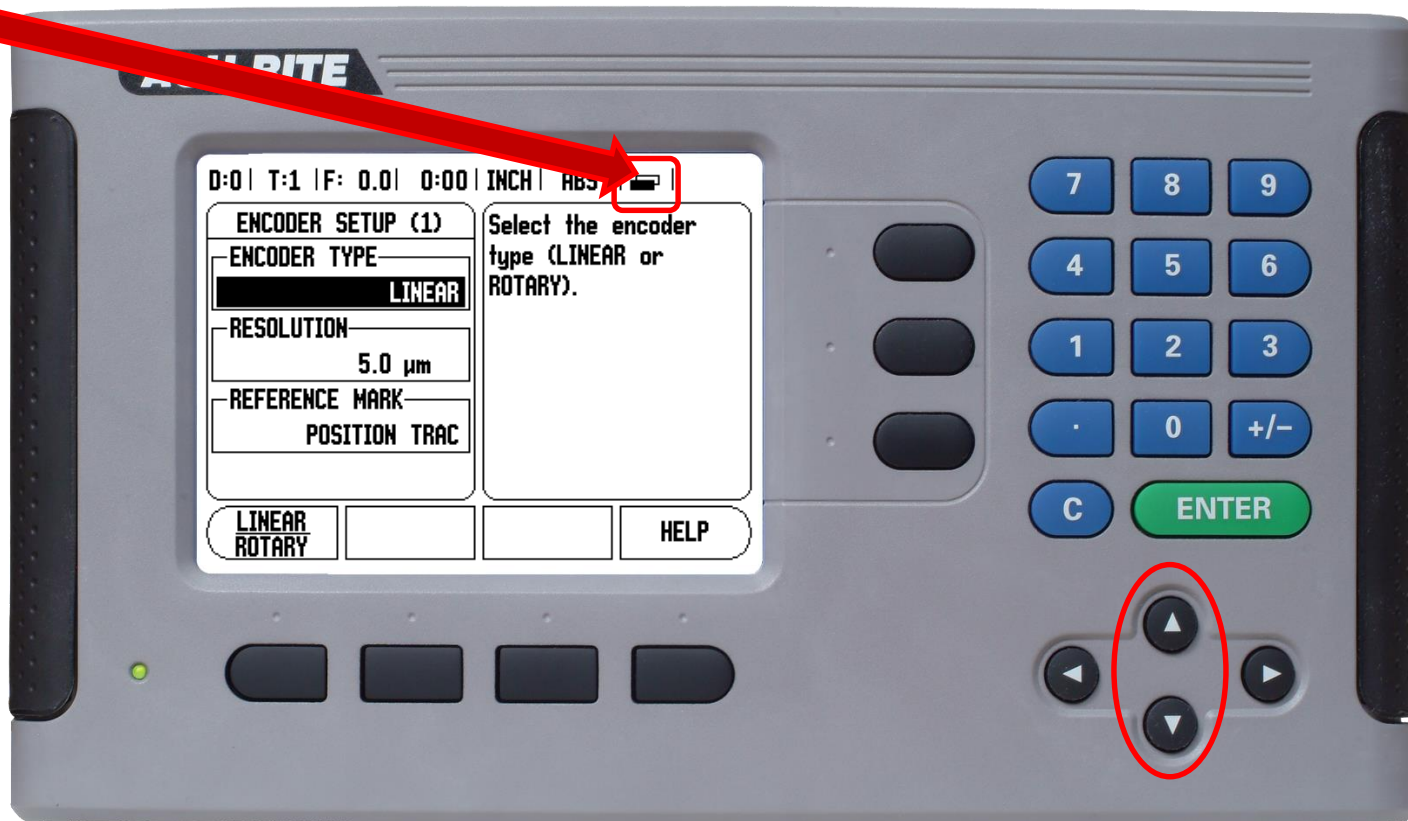 ACU-RITE
D:0 | T:1 | F: 0.0 | 0:00 | INCH | ABS |
ENCODER SETUP (1)
ENCODER TYPE
LINEAR
RESOLUTION
5.0 µm
REFERENCE MARK
POSITION TRAC
Select the encoder
type (LINEAR or
ROTARY).
LINEAR
ROTARY
HELP
7 8 9
4 5 6
1 2 3
. 0 +/−
C ENTER